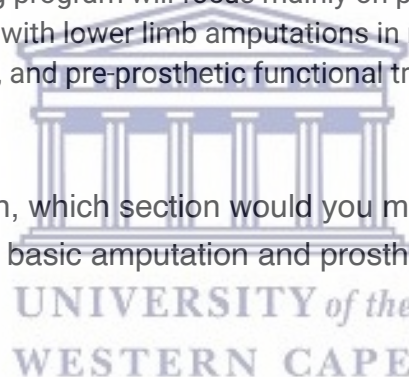 g program will focus mainly on p
with lower limb amputations in
, and pre-prosthetic functional tr
n, which section would you m
basic amputation and prosth
UNIVERSITY of the
WESTERN CAPE